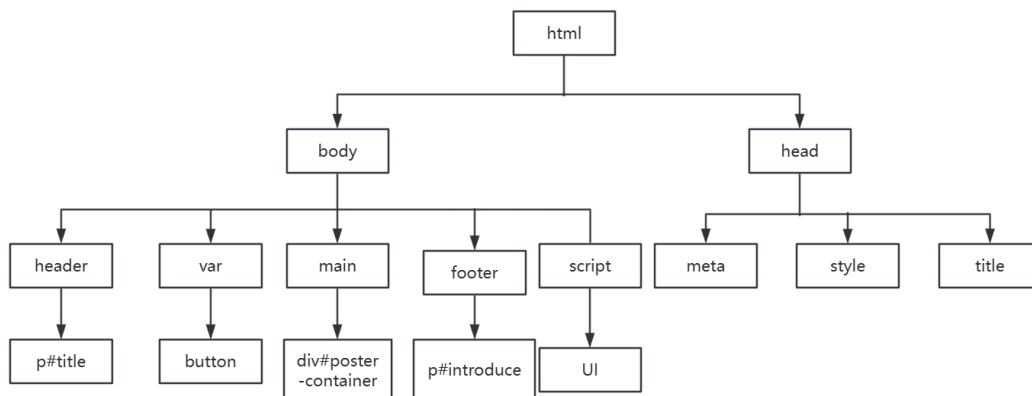 html
body
head
header
var
main
footer
script
meta
style
title
p#title
button
div#poster
-container
p#introduce
UI